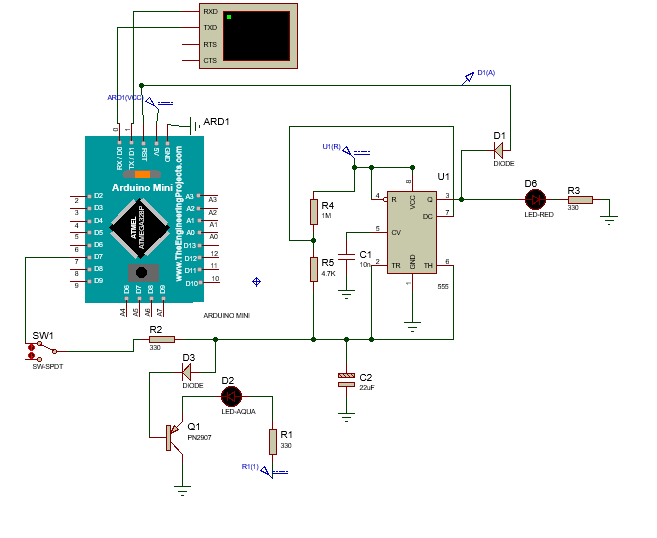 RXD
TXD
RTS
CTS
D1(A)
ARD1(VCC)
ARD1
0
1
RX / D0
TX / D1
RST
5V
GND
Arduino Mini
www.TheEngineeringProjects.com
ATMEL
ATMEGA328P
2 D2
3 D3
4 D4
5 D5
6 D6
7 D7
8 D8
9 D9
A3 A3
A2 A2
A1 A1
A0 A0
D13
D12 12
D11 11
D10 10
A4
A5
A6
A7
D6
D7
D8
D9
ARDUINO MINI
U1(R)
D1
DIODE
U1
R4
1M
4 R
VCC
8
Q 3
DC 7
5 CV
2 TR
GND
1
TH 6
555
D6
LED-RED
R3
330
C1
10n
R5
4.7K
SW1
SW-SPDT
R2
330
D3
DIODE
D2
LED-AQUA
C2
22uF
Q1
PN2907
R1
330
R1(1)